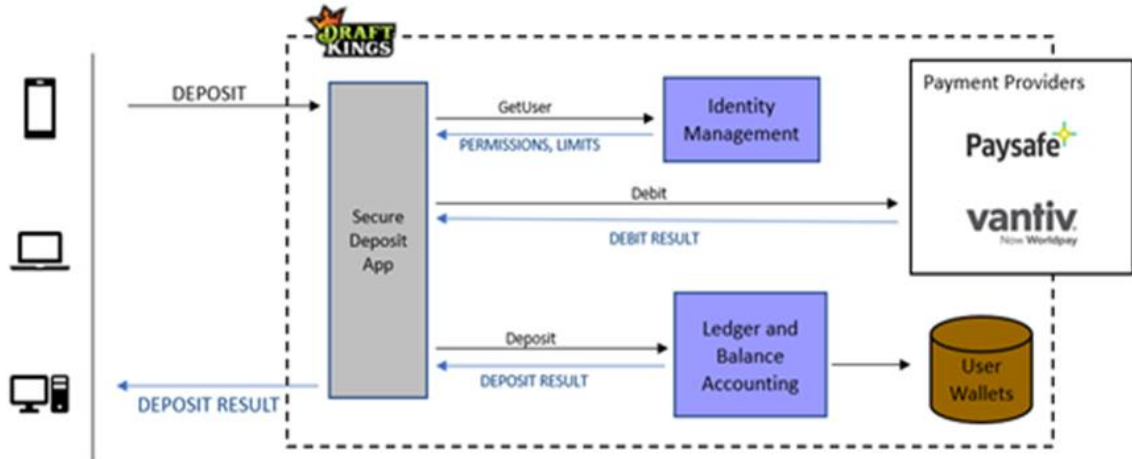 DRAFT
KINGS
DEPOSIT
GetUser
PERMISSIONS, LIMITS
Identity
Management
Payment Providers
Paysafe
vantiv.
Now Worldpay
Debit
DEBIT RESULT
Secure
Deposit
App
Deposit
DEPOSIT RESULT
Ledger and
Balance
Accounting
User
Wallets
DEPOSIT RESULT